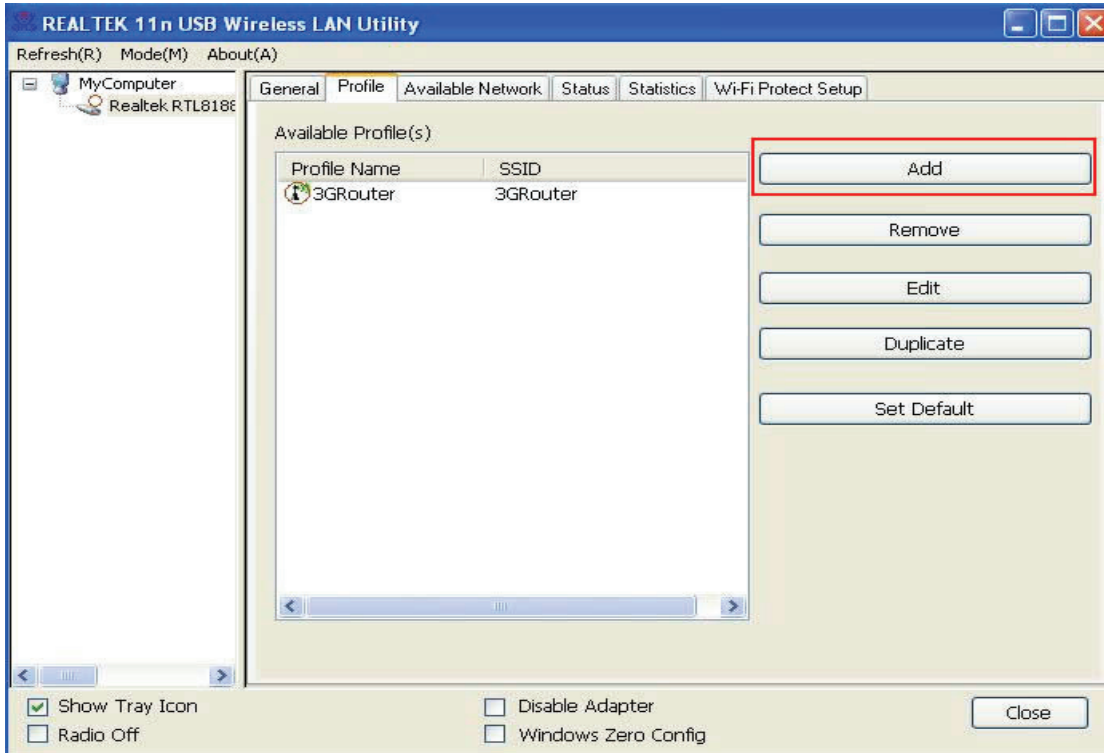 REALTEK 11n USB Wireless LAN Utility
Refresh(R) Mode(M) About(A)
MyComputer
Realtek RTL8188
General Profile Available Network Status Statistics Wi-Fi Protect Setup
Available Profile(s)
Profile Name SSID
3GRouter 3GRouter
Add
Remove
Edit
Duplicate
Set Default
Show Tray Icon
Radio Off
Disable Adapter
Windows Zero Config
Close